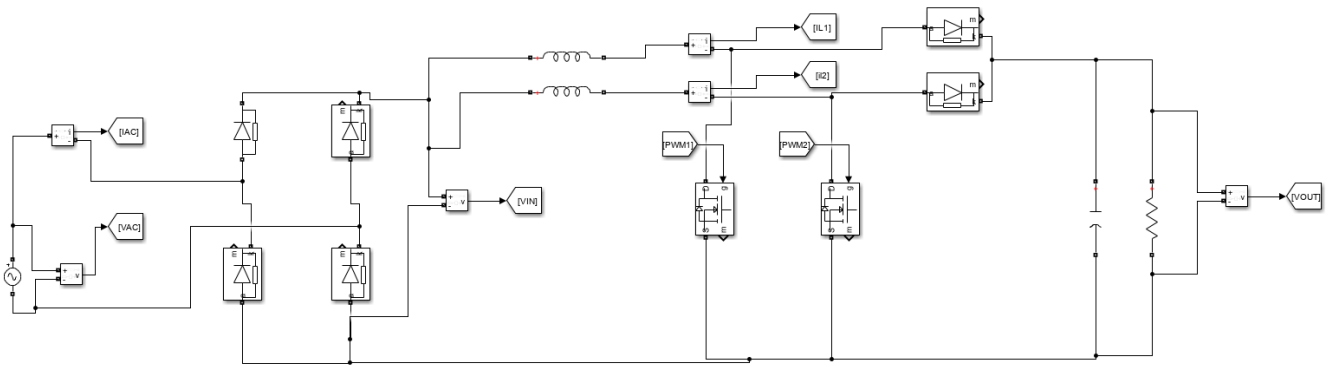 [IL1]
[il2]
[IAC]
[PWM1]
[PWM2]
[VIN]
[VOUT]
[VAC]
i
+
-
i
+
-
i
+
-
v
+
-
v
+
-
v
+
-
m
a
k
m
a
k
m
m
m
g
D
S
m
g
D
S
m